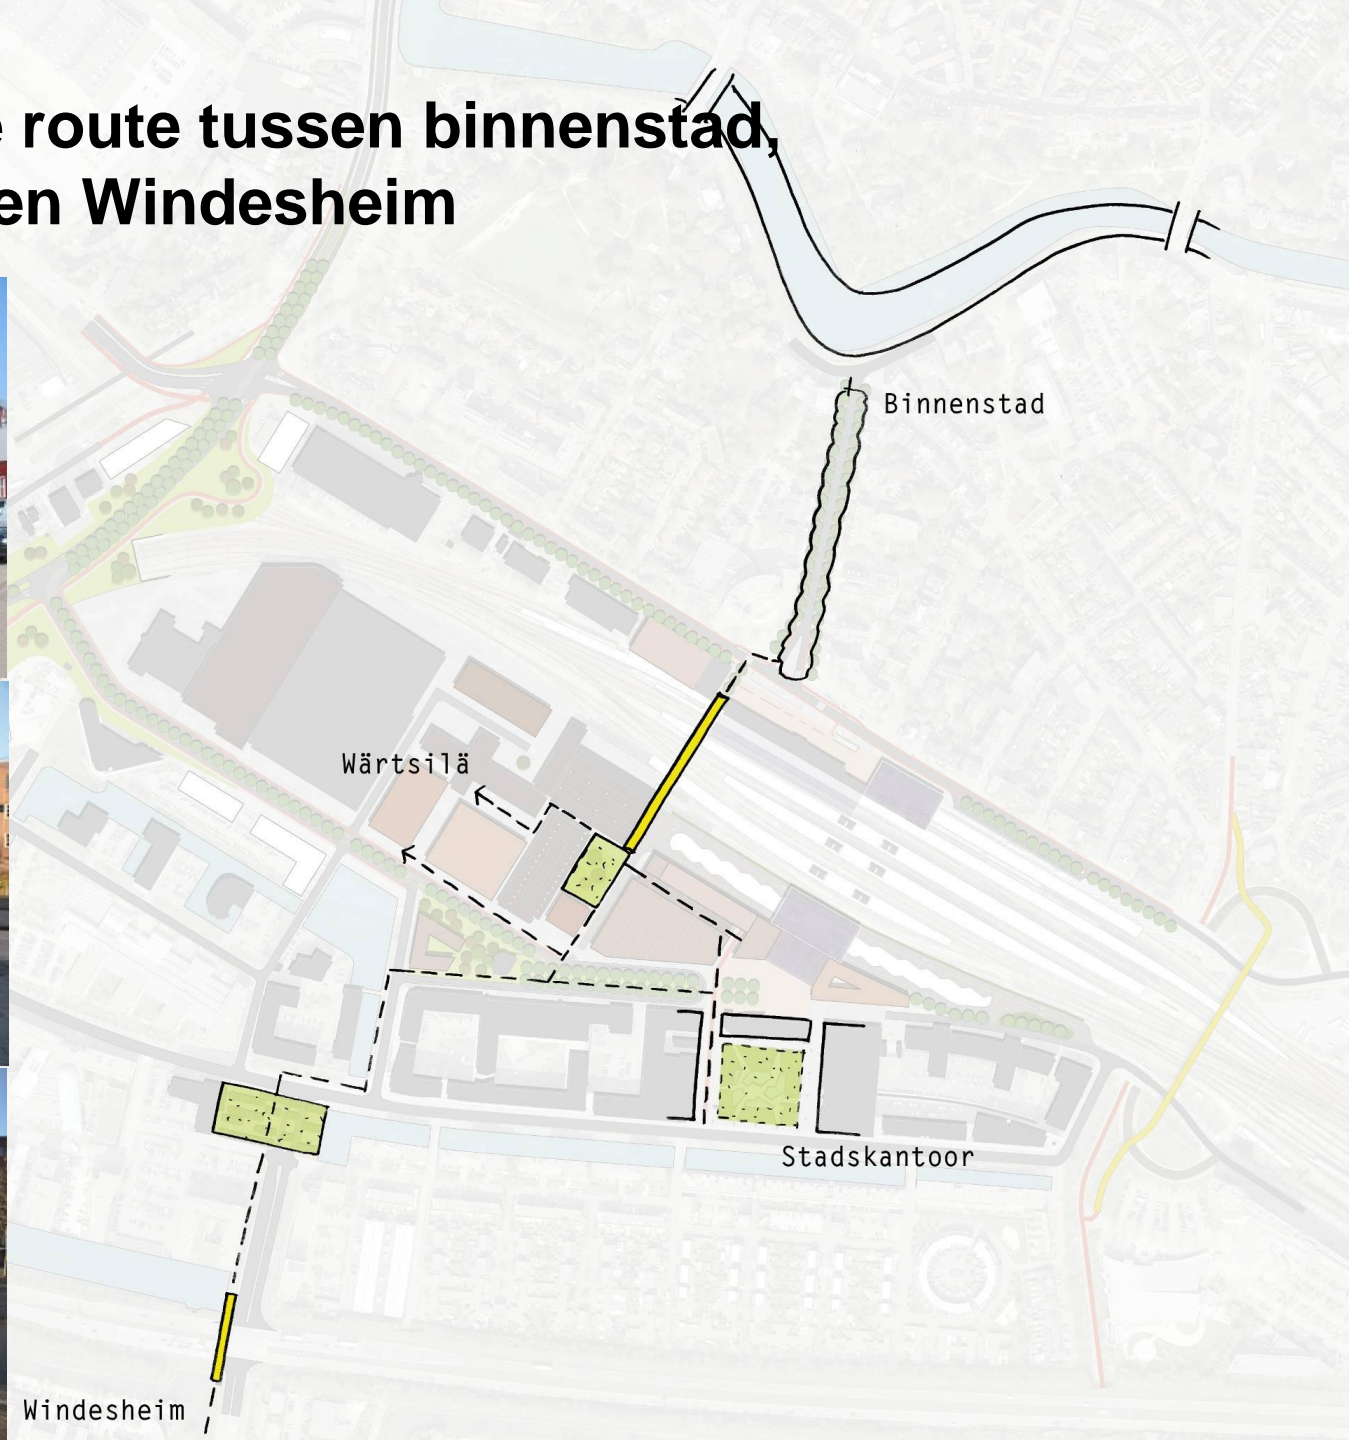 e route tussen binnenstad,
en Windesheim
Binnenstad
Wärtsilä
Stadskantoor
Windesheim